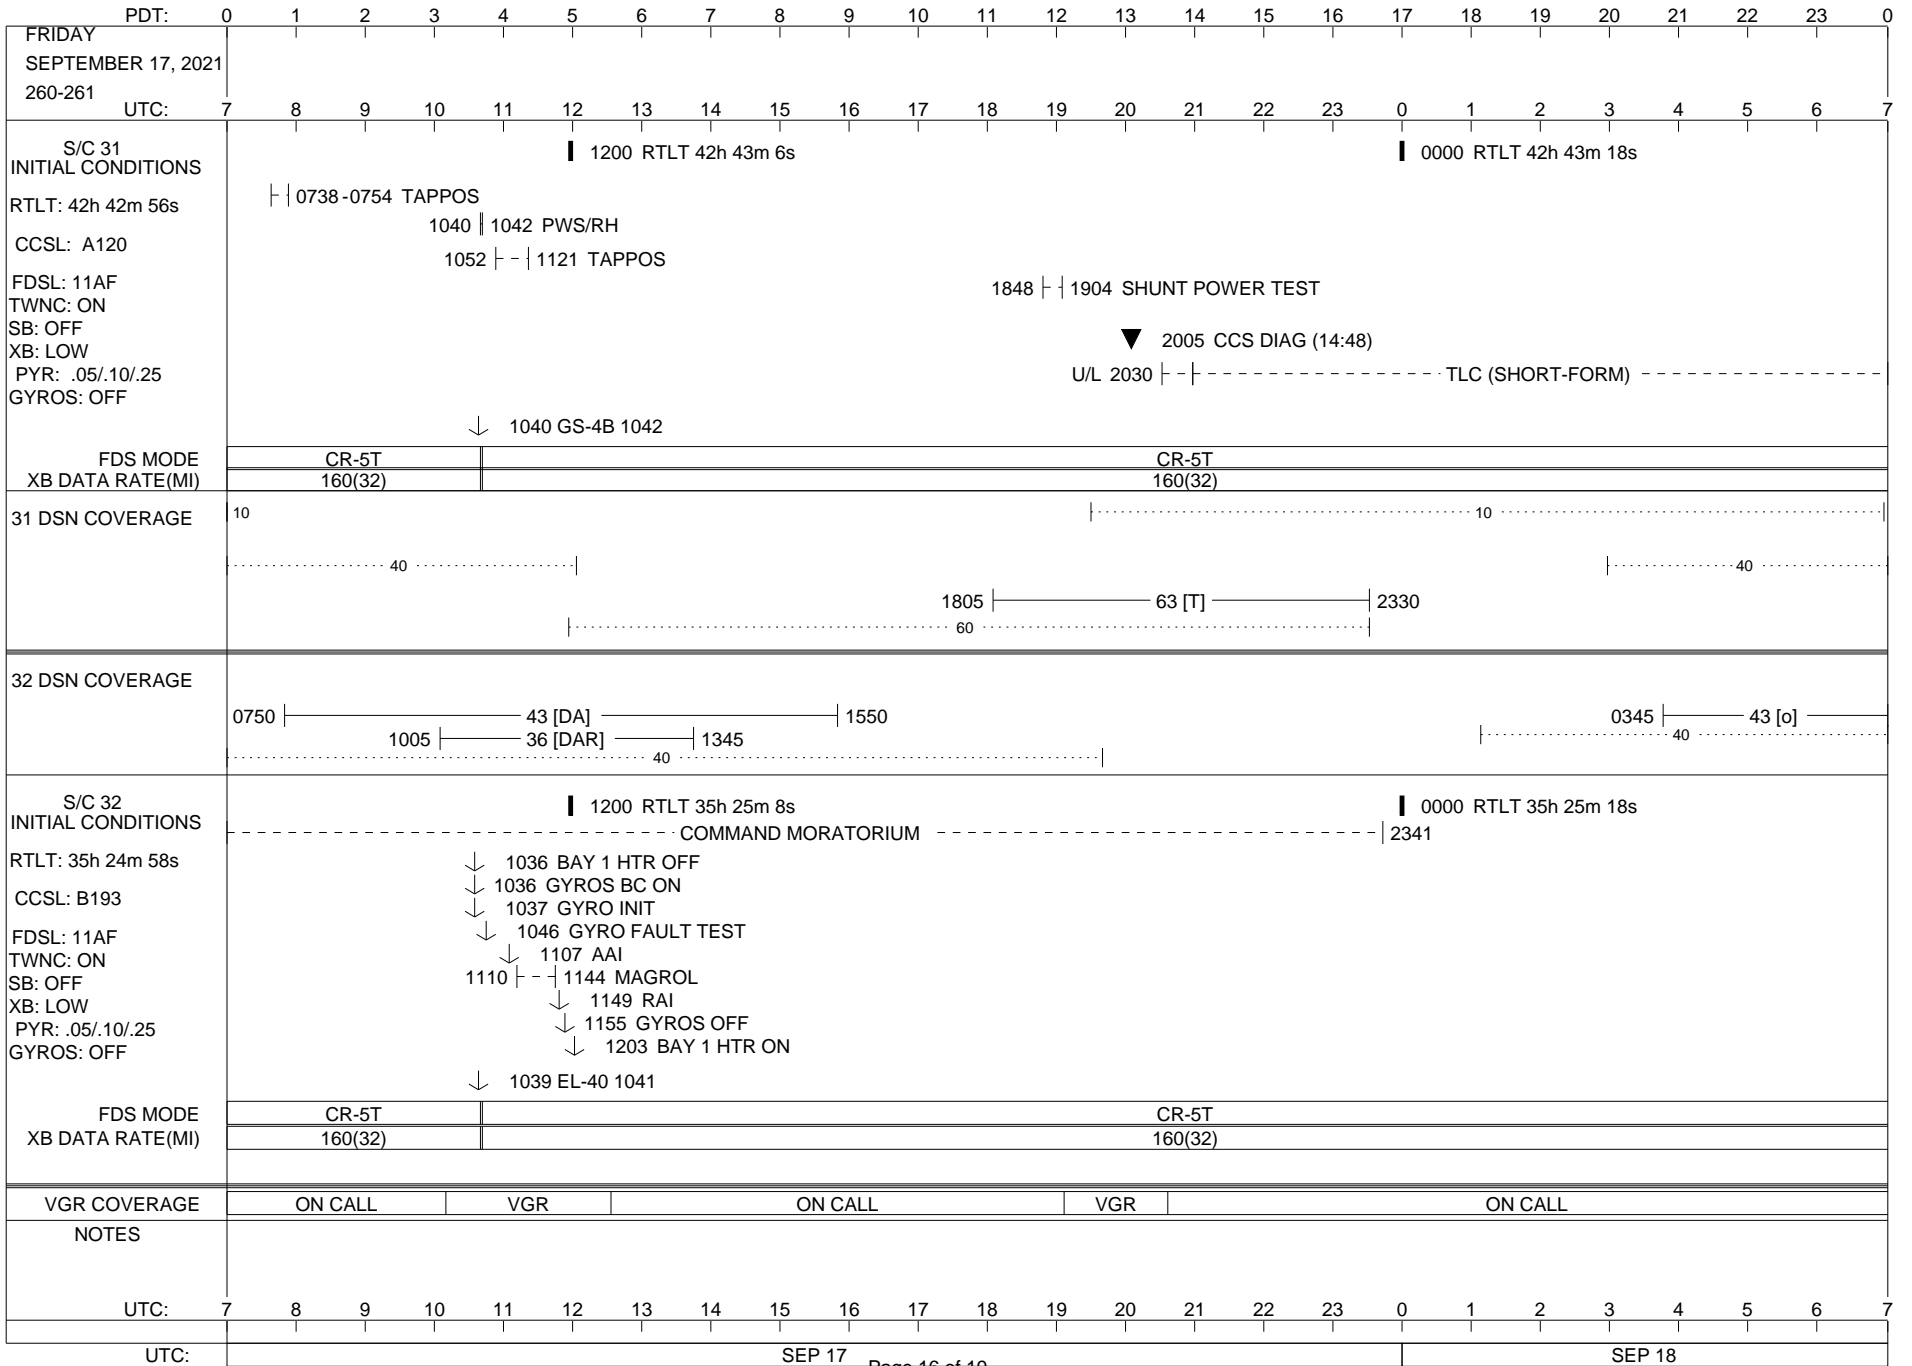 PDT: 0 1 2 3 4 5 6 7 8 9 10 11 12 13 14 15 16 17 18 19 20 21 22 23 0
FRIDAY
SEPTEMBER 17, 2021
260-261
UTC: 7 8 9 10 11 12 13 14 15 16 17 18 19 20 21 22 23 0 1 2 3 4 5 6 7
S/C 31
INITIAL CONDITIONS
1200 RTLT 42h 43m 6s
0000 RTLT 42h 43m 18s
RTLT: 42h 42m 56s
0738-0754 TAPPOS
1040 1042 PWS/RH
CCSL: A120
1052 1121 TAPPOS
FDSL: 11AF
1848 1904 SHUNT POWER TEST
TWNC: ON
SB: OFF
2005 CCS DIAG (14:48)
XB: LOW
PYR: .05/.10/.25
U/L 2030 TLC (SHORT-FORM)
GYROS: OFF
1040 GS-4B 1042
FDS MODE CR-5T CR-5T
XB DATA RATE(MI) 160(32) 160(32)
31 DSN COVERAGE
10 10
40 40
1805 63 [T] 2330
60
32 DSN COVERAGE
0750 43 [DA] 1550 0345 43 [o]
1005 36 [DAR] 1345 40
40
S/C 32
INITIAL CONDITIONS
1200 RTLT 35h 25m 8s
0000 RTLT 35h 25m 18s
COMMAND MORATORIUM 2341
RTLT: 35h 24m 58s
1036 BAY 1 HTR OFF
1036 GYROS BC ON
CCSL: B193
1037 GYRO INIT
FDSL: 11AF
1046 GYRO FAULT TEST
TWNC: ON
1107 AAI
SB: OFF
1110 1144 MAGROL
XB: LOW
1149 RAI
PYR: .05/.10/.25
1155 GYROS OFF
GYROS: OFF
1203 BAY 1 HTR ON
1039 EL-40 1041
FDS MODE CR-5T CR-5T
XB DATA RATE(MI) 160(32) 160(32)
VGR COVERAGE ON CALL VGR ON CALL VGR ON CALL
NOTES
UTC: 7 8 9 10 11 12 13 14 15 16 17 18 19 20 21 22 23 0 1 2 3 4 5 6 7
UTC: SEP 17 SEP 18
Page 16 of 19